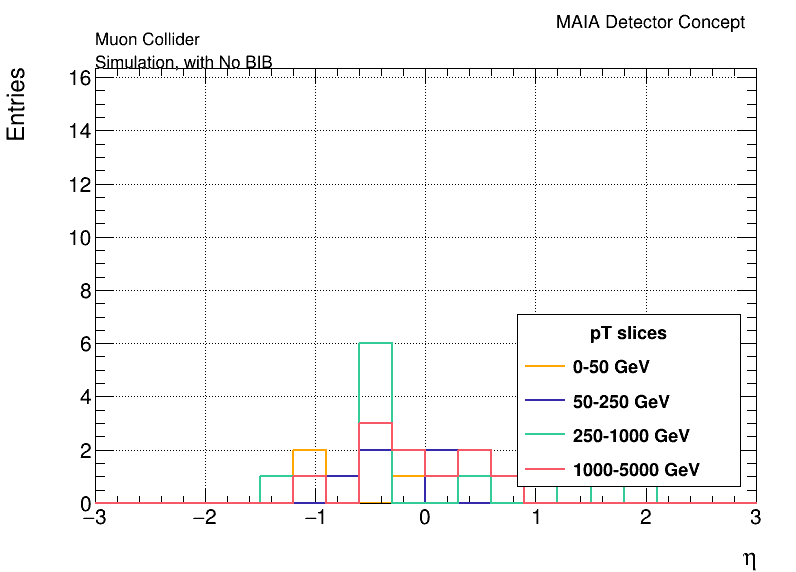 MAIA Detector Concept
Muon Collider
Simulation, with No BIB
Entries
16
14
12
10
8
6
4
2
0
−3 −2 −1 0 1 2 3
η
pT slices
0-50 GeV
50-250 GeV
250-1000 GeV
1000-5000 GeV